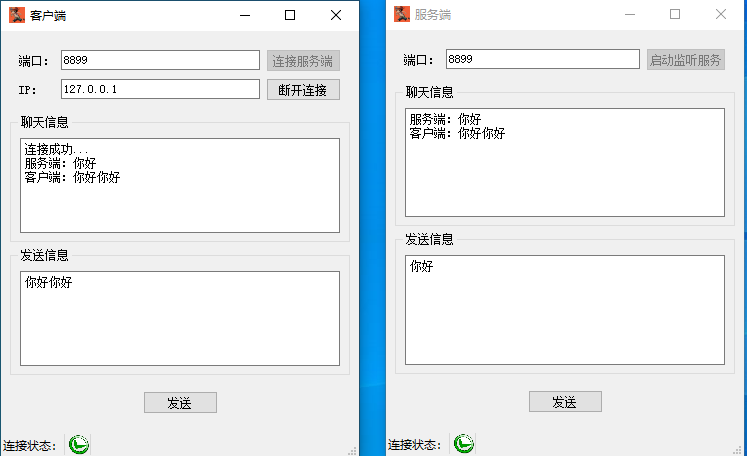 客户端
端口： 8899 连接服务端
IP： 127.0.0.1 断开连接
聊天信息
连接成功...
服务端：你好
客户端：你好你好
发送信息
你好你好
发送
连接状态：
服务端
端口： 8899 启动监听服务
聊天信息
服务端：你好
客户端：你好你好
发送信息
你好
发送
连接状态：